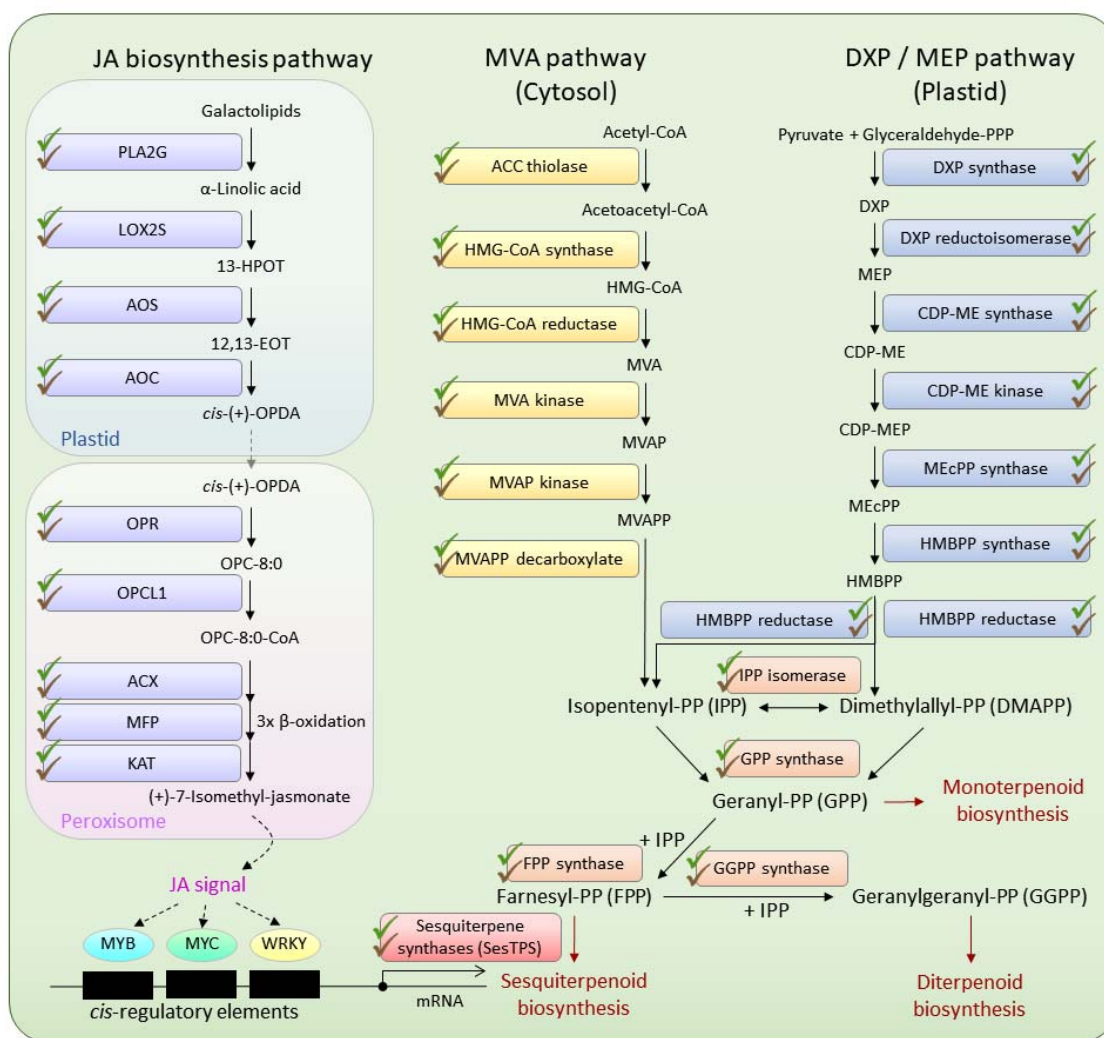 JA biosynthesis pathway
Galactolipids
PLA2G
α-Linolic acid
LOX2S
13-HPOT
AOS
12,13-EOT
AOC
cis-(+)-OPDA
Plastid
cis-(+)-OPDA
OPR
OPC-8:0
OPCL1
OPC-8:0-CoA
ACX
MFP
3x β-oxidation
KAT
(+)-7-Isomethyl-jasmonate
Peroxisome
JA signal
MYB
MYC
WRKY
cis-regulatory elements
MVA pathway
(Cytosol)
Acetyl-CoA
ACC thiolase
Acetoacetyl-CoA
HMG-CoA synthase
HMG-CoA
HMG-CoA reductase
MVA
MVA kinase
MVAP
MVAP kinase
MVAPP
MVAPP decarboxylate
DXP / MEP pathway
(Plastid)
Pyruvate + Glyceraldehyde-PPP
DXP synthase
DXP
DXP reductoisomerase
MEP
CDP-ME synthase
CDP-ME
CDP-ME kinase
CDP-MEP
MEcPP synthase
MEcPP
HMBPP synthase
HMBPP
HMBPP reductase
HMBPP reductase
IPP isomerase
Isopentenyl-PP (IPP)
Dimethylallyl-PP (DMAPP)
GPP synthase
Geranyl-PP (GPP)
Monoterpenoid
biosynthesis
+ IPP
FPP synthase
GGPP synthase
Farnesyl-PP (FPP)
+ IPP
Geranylgeranyl-PP (GGPP)
Sesquiterpene
synthases (SesTPS)
mRNA
Sesquiterpenoid
biosynthesis
Diterpenoid
biosynthesis